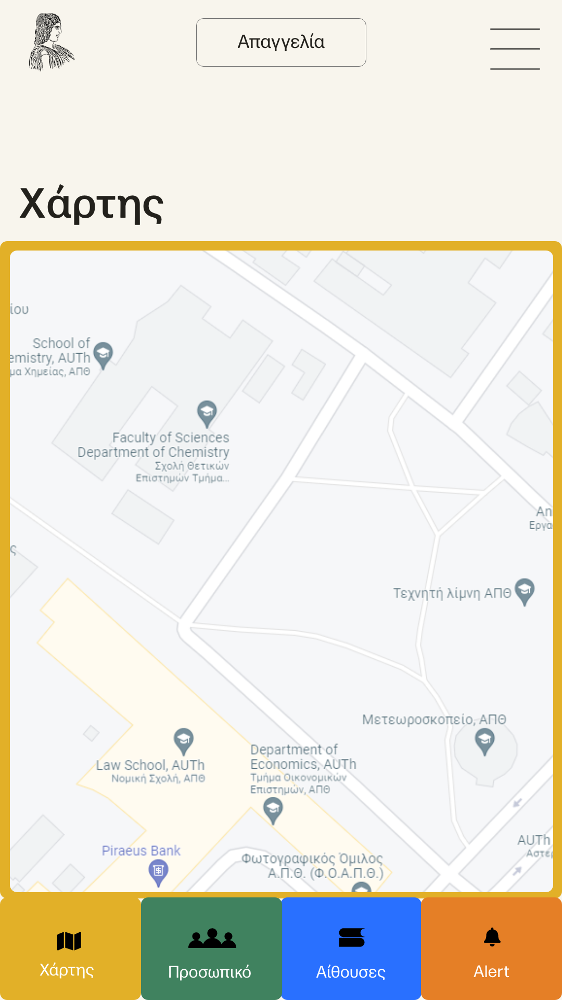 Απαγγελία
Χάρτης
ίου
School of
emistry, AUTh
μα Χημείας, ΑΠΘ
Faculty of Sciences
Department of Chemistry
Σχολή Θετικών
Επιστημών Τμήμα...
An
Εργα
ς
Τεχνητή λίμνη ΑΠΘ
Μετεωροσκοπείο, ΑΠΘ
Law School, AUTh
Νομική Σχολή, ΑΠΘ
Department of
Economics, AUTh
Τμήμα Οικονομικών
Επιστημών, ΑΠΘ
Piraeus Bank
Φωτογραφικός Όμιλος
Α.Π.Θ. (Φ.Ο.Α.Π.Θ.)
AUTh
Αστερ
Χάρτης
Προσωπικό
Αίθουσες
Alert